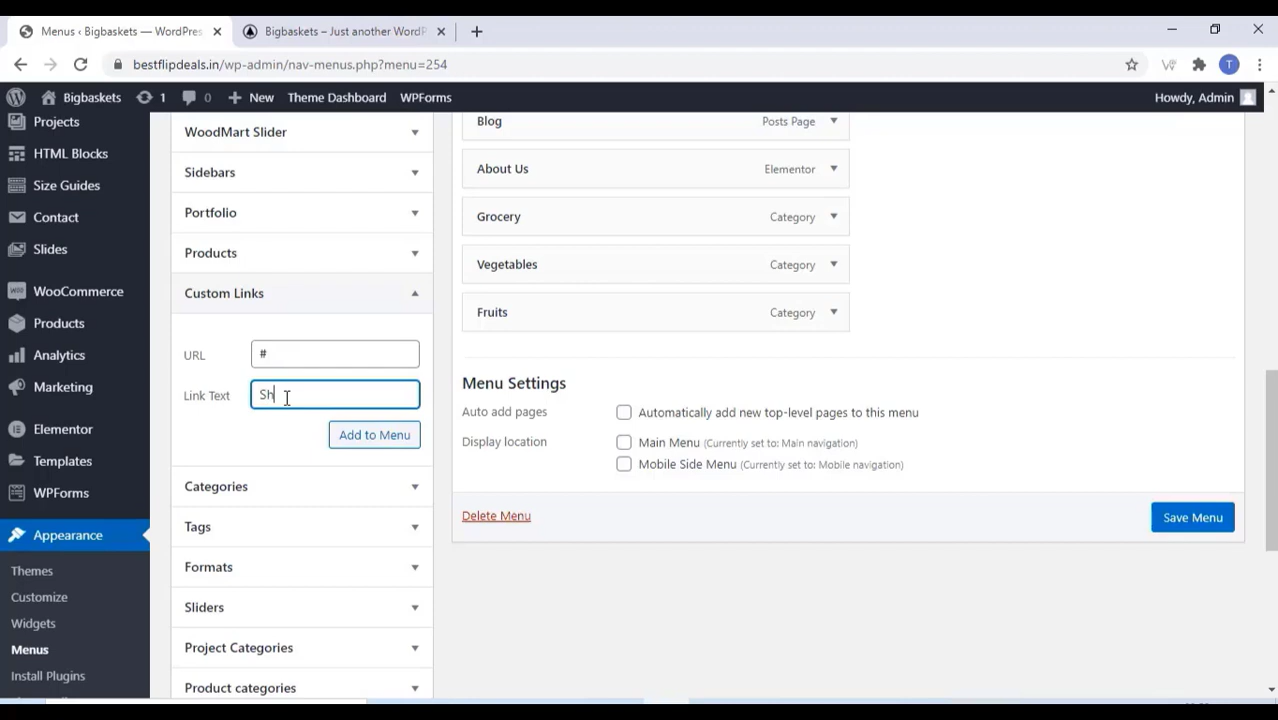 Menus ‹ Bigbaskets — WordPres
Bigbaskets – Just another WordP
bestflipdeals.in/wp-admin/nav-menus.php?menu=254
T
Bigbaskets 1 0 New Theme Dashboard WPForms Howdy, Admin
Projects
HTML Blocks
Size Guides
Contact
Slides
WooCommerce
Products
Analytics
Marketing
Elementor
Templates
WPForms
Appearance
Themes
Customize
Widgets
Menus
Install Plugins
WoodMart Slider
Sidebars
Portfolio
Products
Custom Links
URL #
Link Text Sh
Add to Menu
Categories
Tags
Formats
Sliders
Project Categories
Product categories
Blog Posts Page
About Us Elementor
Grocery Category
Vegetables Category
Fruits Category
Menu Settings
Auto add pages Automatically add new top-level pages to this menu
Display location Main Menu (Currently set to: Main navigation)
Mobile Side Menu (Currently set to: Mobile navigation)
Delete Menu Save Menu